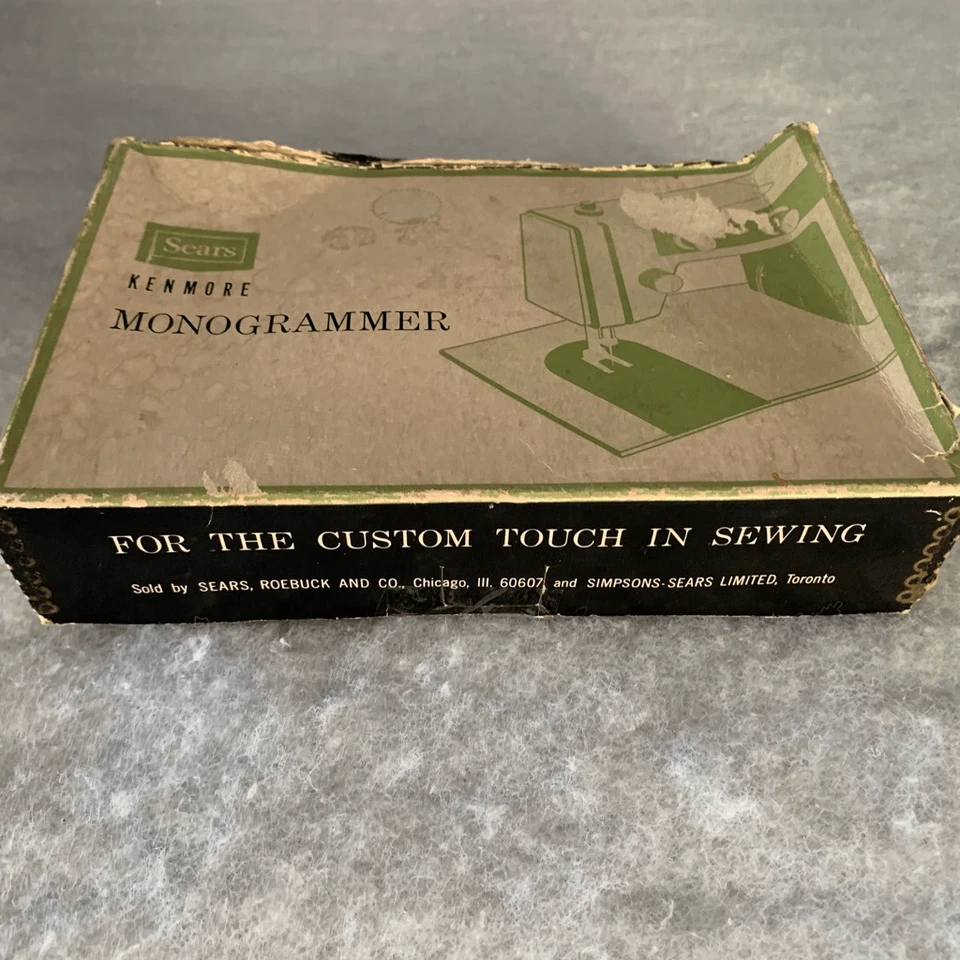 Sears
KENMORE
MONOGRAMMER
FOR THE CUSTOM TOUCH IN SEWING
Sold by SEARS, ROEBUCK AND CO., Chicago, Ill. 60607 and SIMPSONS-SEARS LIMITED, Toronto